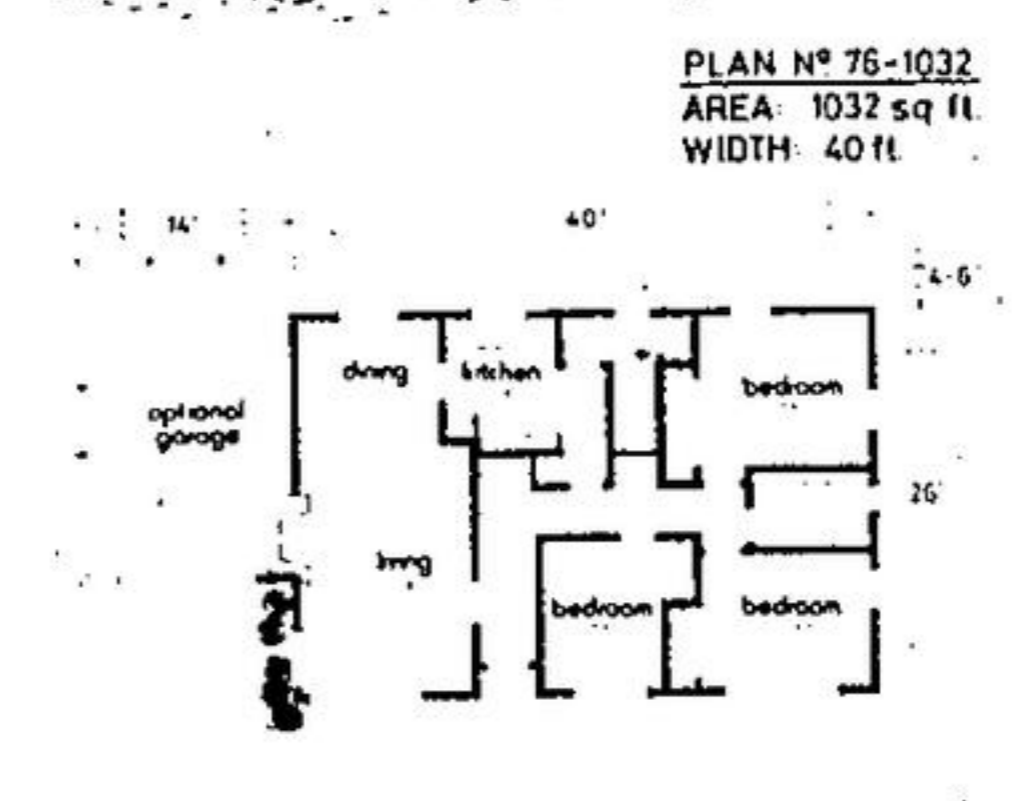 PLAN Nº 76-1032
AREA: 1032 sq ft.
WIDTH: 40 ft.
14'
40'
4-6'
dining
kitchen
bedroom
optional
garage
26'
living
bedroom
bedroom